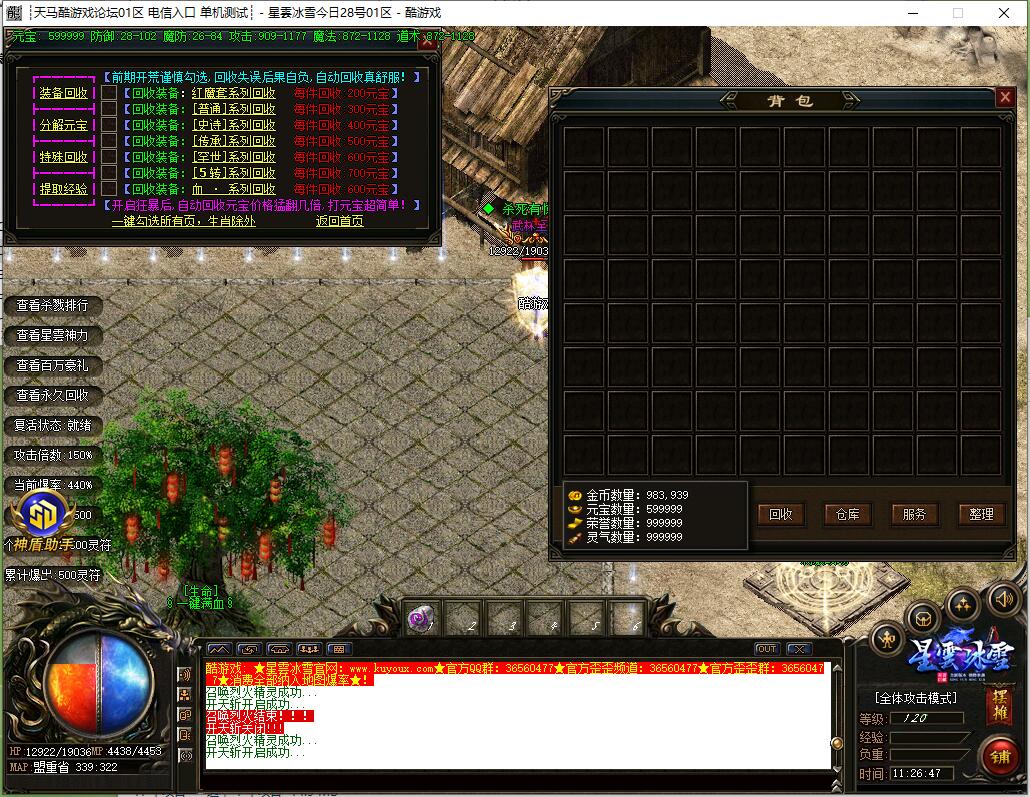 天马酷游戏论坛01区 电信入口 单机测试 - 星雲冰雪今日28号01区 - 酷游戏
元宝: 599999 防御:28-102 魔防:26-84 攻击:909-1177 魔法:872-1128 道术:872-1128
【前期开荒谨慎勾选,回收失误后果自负,自动回收真舒服! 】
装备回收 【回收装备: 红魔套系列回收 每件回收 200元宝】
【回收装备: [普通]系列回收 每件回收 300元宝】
分解元宝 【回收装备: [史诗]系列回收 每件回收 400元宝】
【回收装备: [传承]系列回收 每件回收 500元宝】
特殊回收 【回收装备: [罕世]系列回收 每件回收 600元宝】
【回收装备: [5转]系列回收 每件回收 700元宝】
提取经验 【回收装备: 血 · 系列回收 每件回收 600元宝】
【开启狂暴后,自动回收元宝价格猛翻几倍,打元宝超简单! 】
一键勾选所有页,生肖除外 返回首页
背包
杀死有
武林至
12922/1903
酷游
查看杀戮排行
查看星雲神力
查看百万豪礼
查看永久回收
复活状态:就绪
攻击倍数:150%
当前爆率:440%
500
神盾助手
00灵符
累计爆出:500灵符
[生命]
§一键满血§
金币数量: 983,939
元宝数量: 599999
荣誉数量: 999999
灵气数量: 999999
回收 仓库 服务 整理
1 2 3 4 5 6
OUT
酷游戏: ★星雲冰雪官网: www.kuyoux.com★官方QQ群: 36560477★官方歪歪频道: 36560477★官方歪歪群: 3656047
7★消费全部纳入地图爆率★!
召唤烈火精灵成功...
开天斩开启成功...
召唤烈火结束!!!
开天斩关闭!!!
召唤烈火精灵成功...
开天斩开启成功...
HP:12922/19036 MP:4438/4453
MAP:盟重省 339:322
星雲冰雪
[全体攻击模式]
等级: 120
经验:
负重:
时间: 11:26:47
摆摊
铺